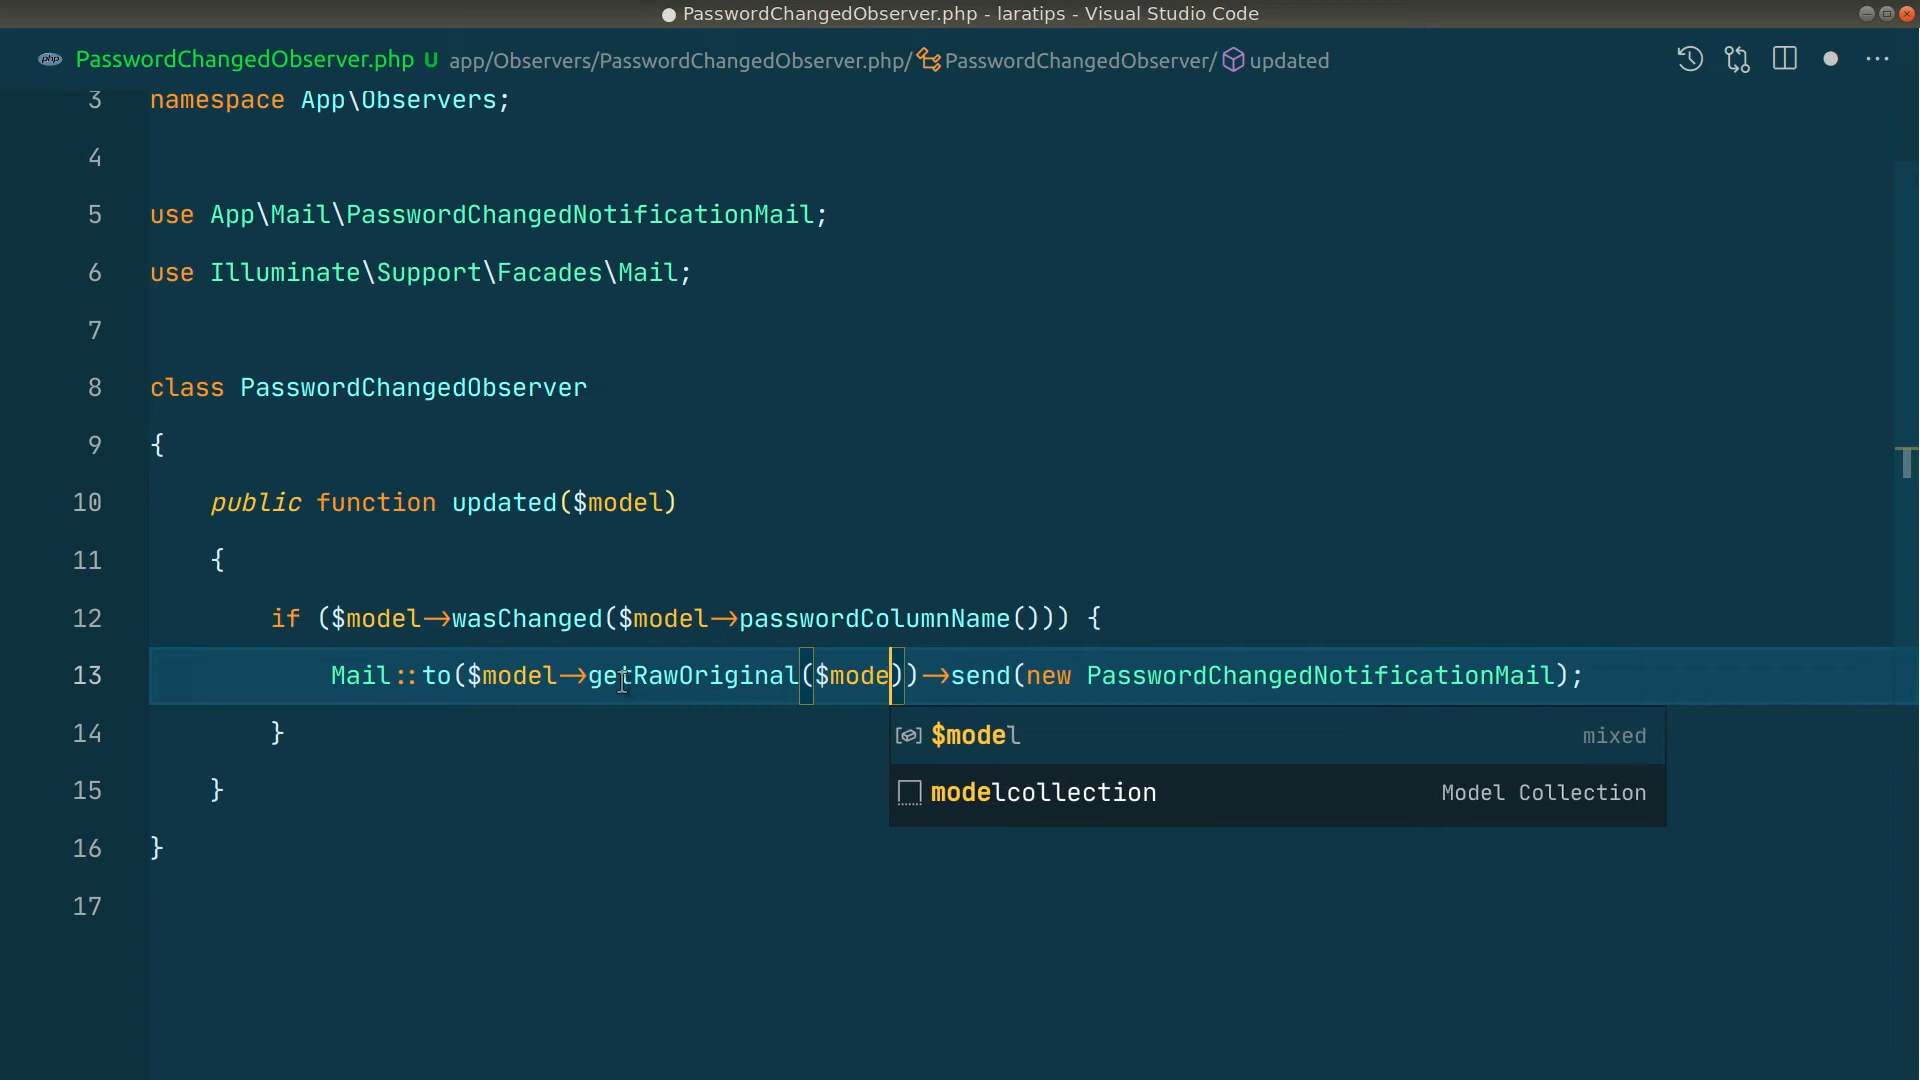 ● PasswordChangedObserver.php - laratips - Visual Studio Code
php PasswordChangedObserver.php U app/Observers/PasswordChangedObserver.php/ PasswordChangedObserver/ updated ● ···
3 namespace App\Observers;
4
5 use App\Mail\PasswordChangedNotificationMail;
6 use Illuminate\Support\Facades\Mail;
7
8 class PasswordChangedObserver
9 {
10 public function updated($model)
11 {
12 if ($model->wasChanged($model->passwordColumnName())) {
13 Mail::to($model->getRawOriginal($mode))->send(new PasswordChangedNotificationMail);
14 }
$model mixed
15 }
modelcollection Model Collection
16 }
17